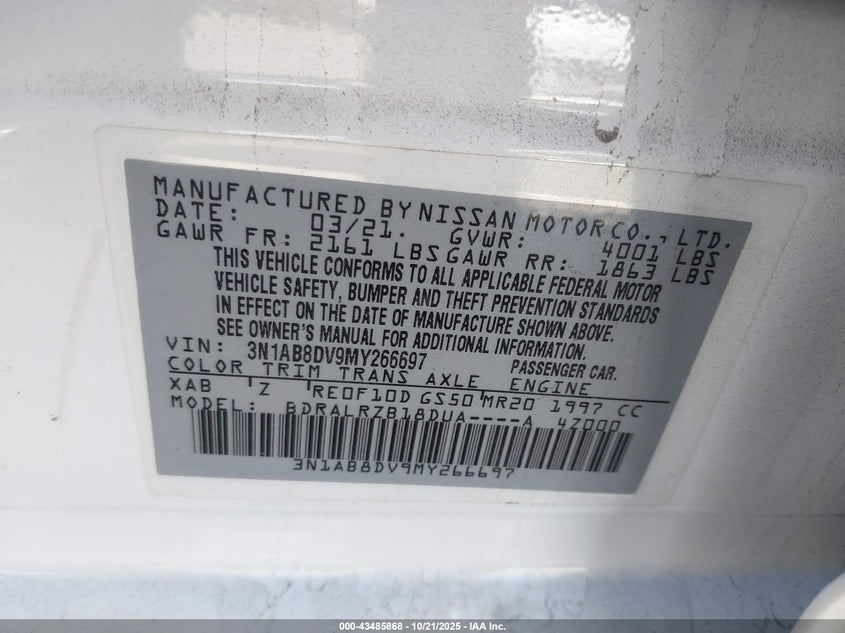 MANUFACTURED BY NISSAN MOTOR CO., LTD.
DATE: 03/21. GVWR: 4001 LBS
GAWR FR: 2161 LBS GAWR RR: 1863 LBS
THIS VEHICLE CONFORMS TO ALL APPLICABLE FEDERAL MOTOR
VEHICLE SAFETY, BUMPER AND THEFT PREVENTION STANDARDS
IN EFFECT ON THE DATE OF MANUFACTURE SHOWN ABOVE.
SEE OWNER'S MANUAL FOR ADDITIONAL INFORMATION.
VIN: 3N1AB8DV9MY266697 PASSENGER CAR.
COLOR TRIM TRANS AXLE ENGINE
XAB Z RE0F10D GS50 MR20 1997 CC
MODEL: BDRALRZB18DUA----A 4Z000
3N1AB8DV9MY266697
000-43485868 | 10/21/2025 | IAA Inc.